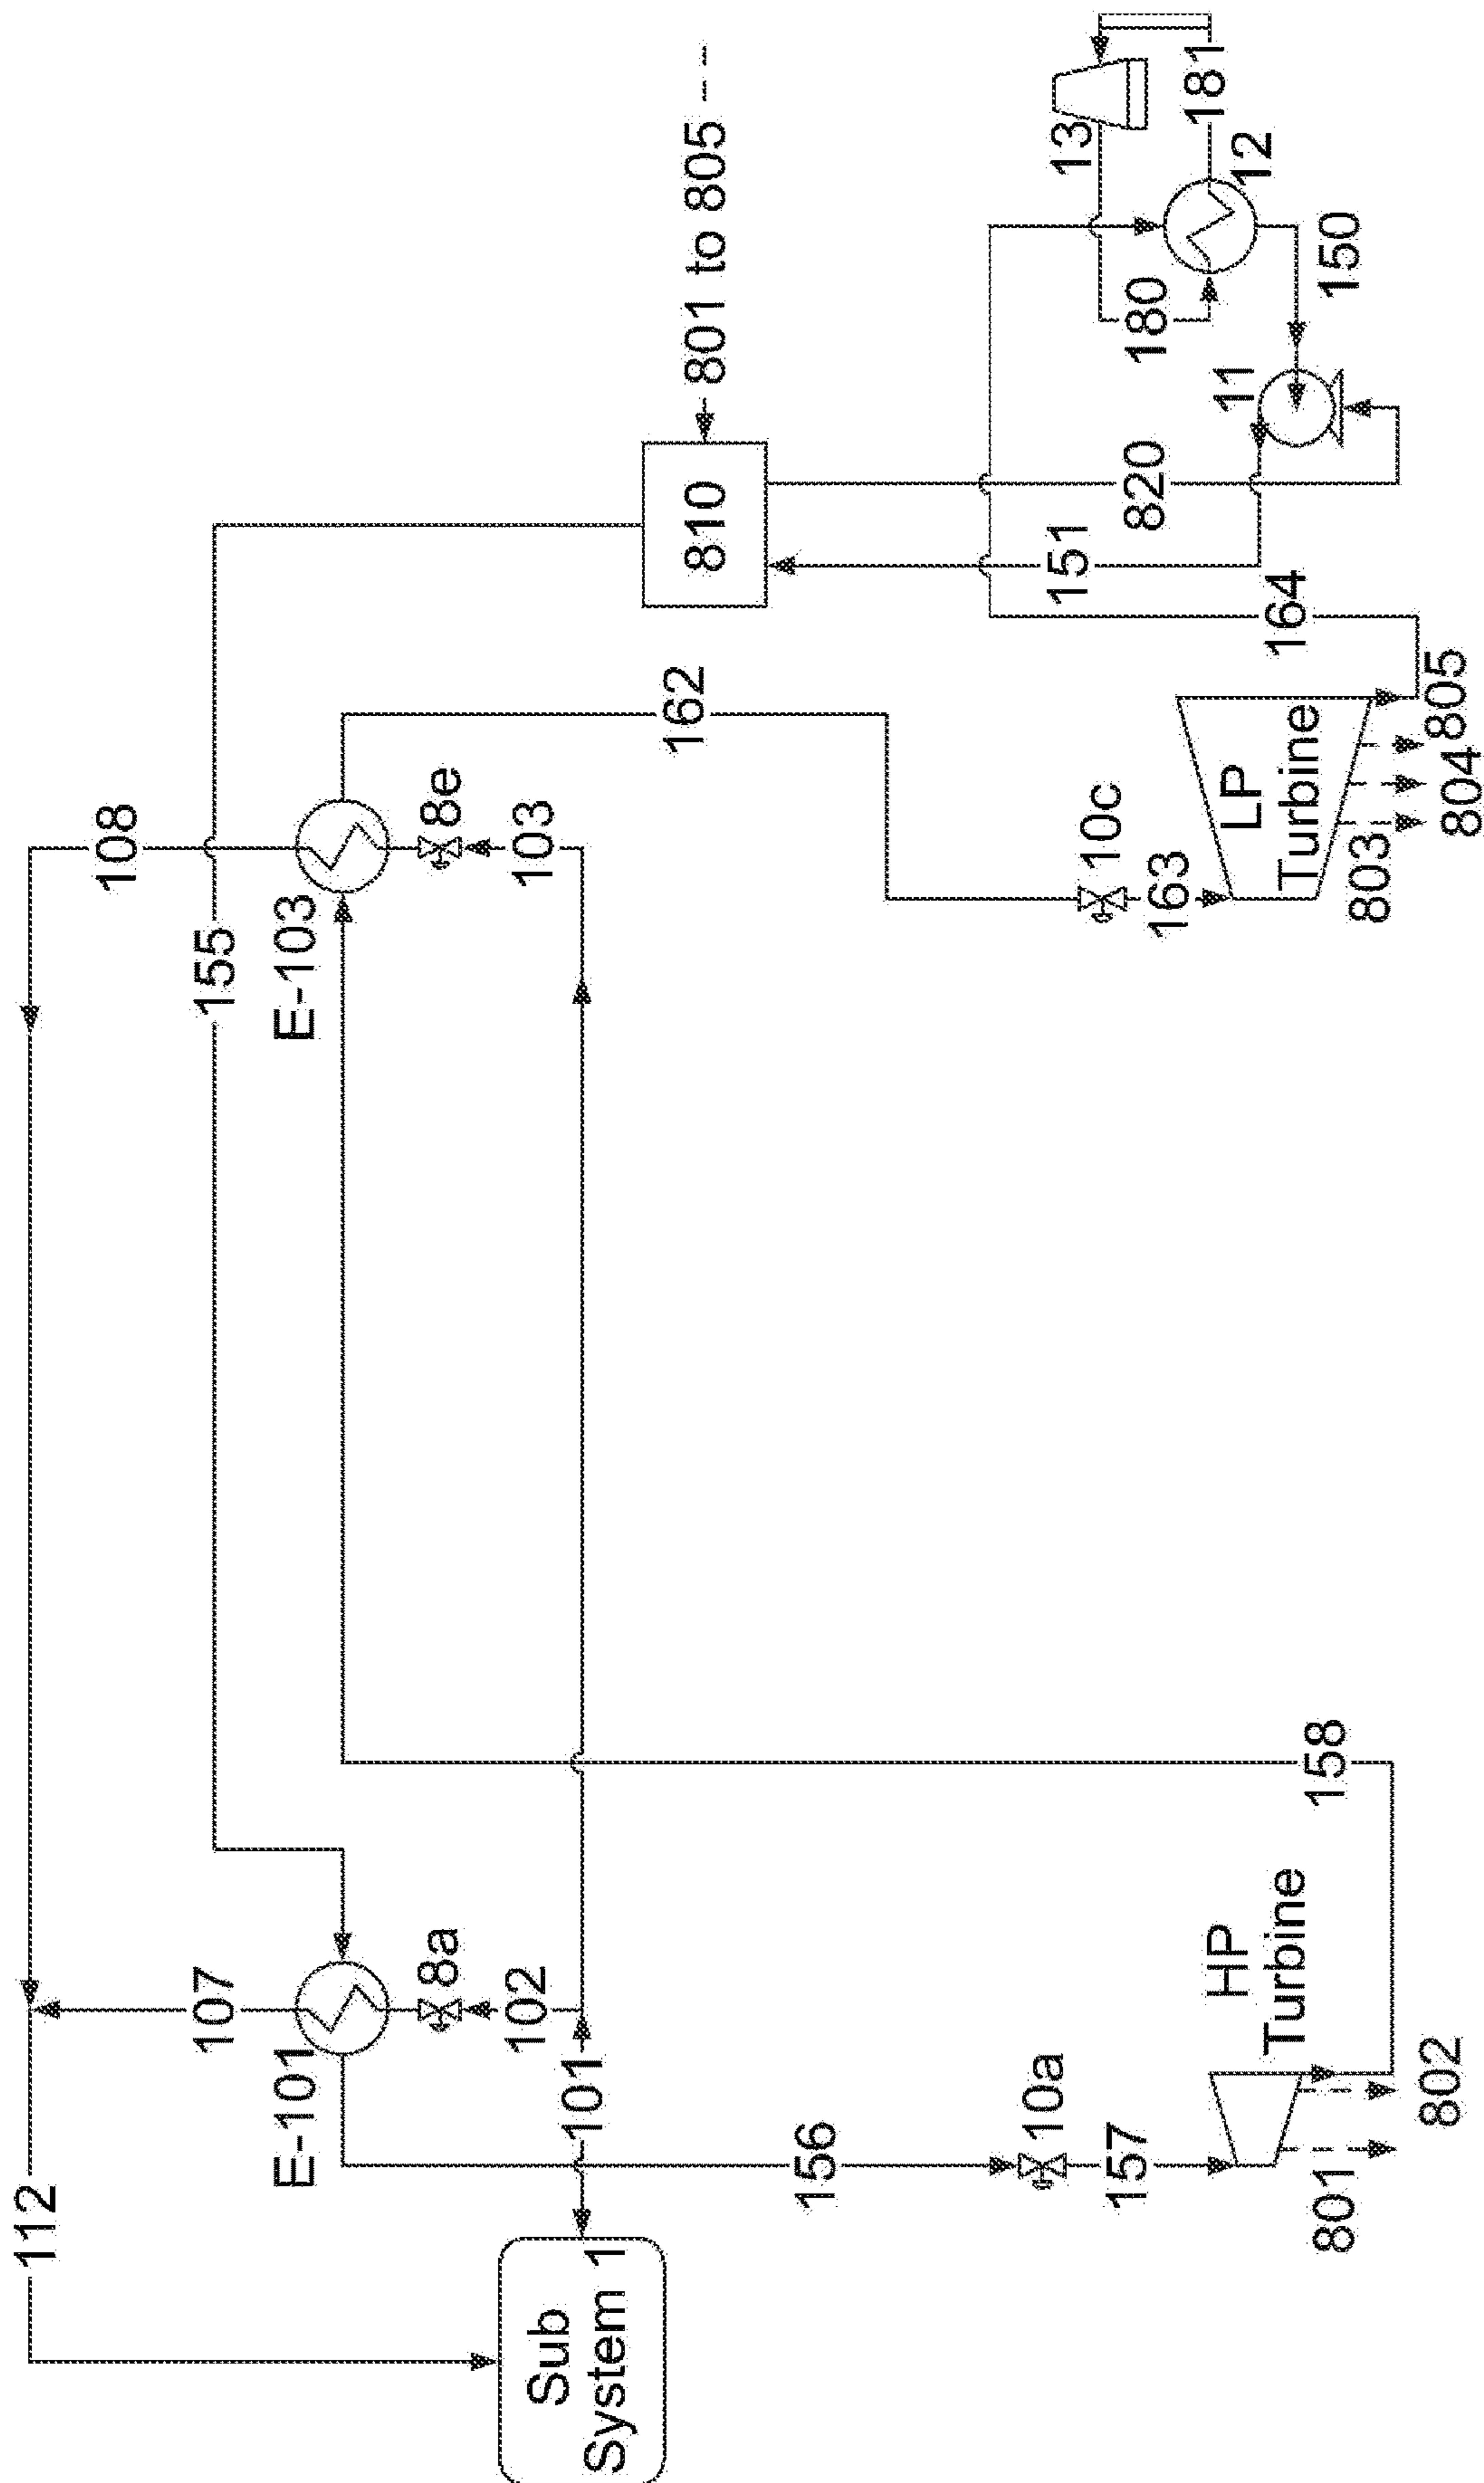 112
Sub
System 1
107
E-101
8a
102
101
156
10a
157
HP
Turbine
801
802
158
108
155
E-103
8e
103
162
10c
163
LP
Turbine
803
804
805
164
810
801 to 805
151
820
11
150
180
12
13
181